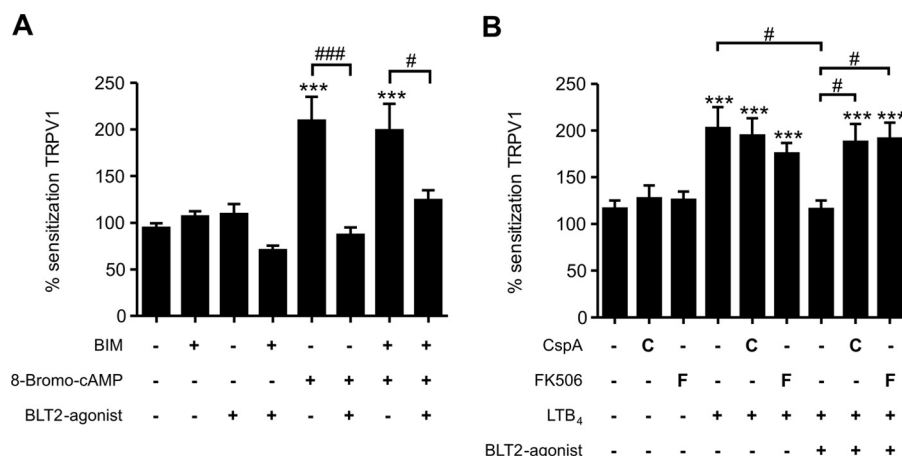 A
% sensitization TRPV1
250
200
150
100
50
0
***
***
###
#
BIM - + - + - - + +
8-Bromo-cAMP - - - - + + + +
BLT2-agonist - - + + - + - +
B
% sensitization TRPV1
250
200
150
100
50
0
#
#
#
***
***
***
***
***
CspA - C - - C - - C -
FK506 - - F - - F - - F
LTB4 - - - + + + + + +
BLT2-agonist - - - - - - + + +